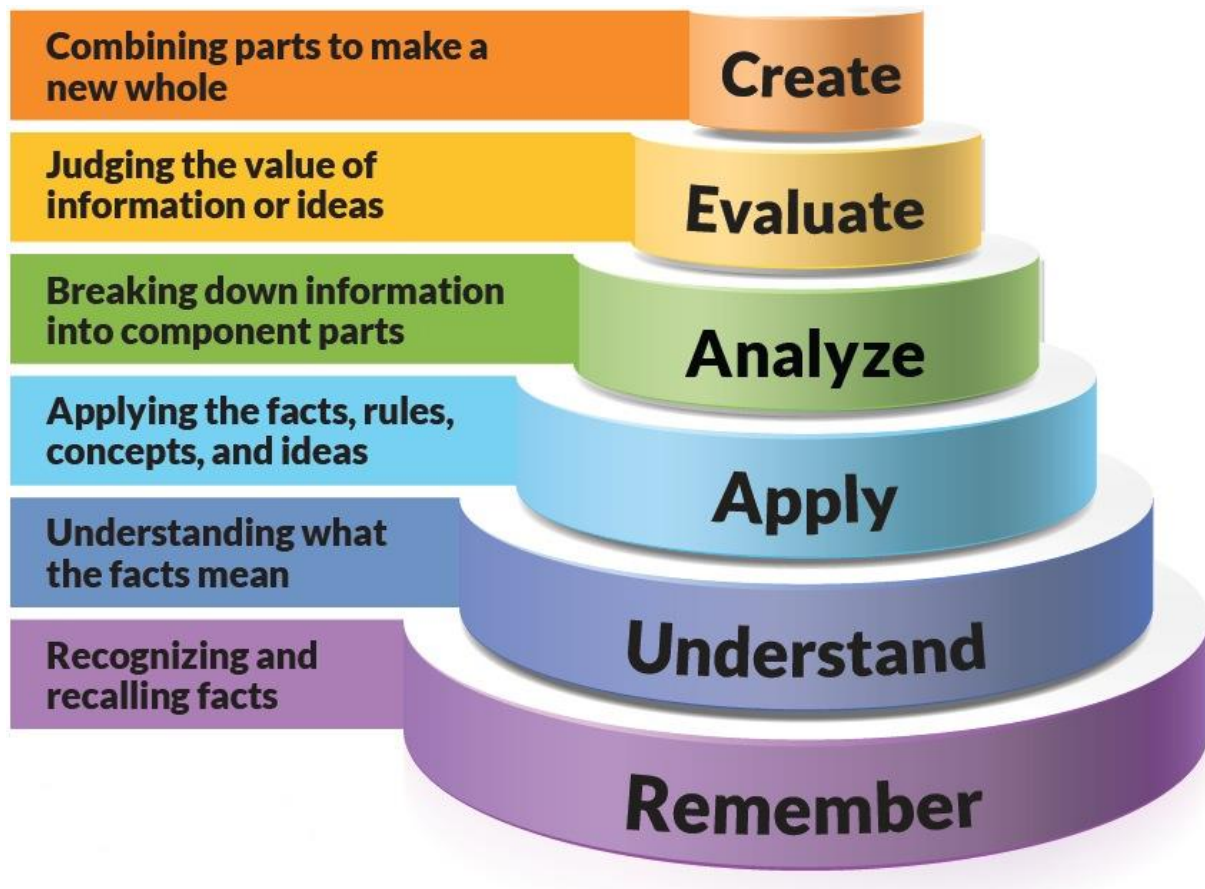 Combining parts to make a
new whole
Create
Judging the value of
information or ideas
Evaluate
Breaking down information
into component parts
Analyze
Applying the facts, rules,
concepts, and ideas
Apply
Understanding what
the facts mean
Understand
Recognizing and
recalling facts
Remember